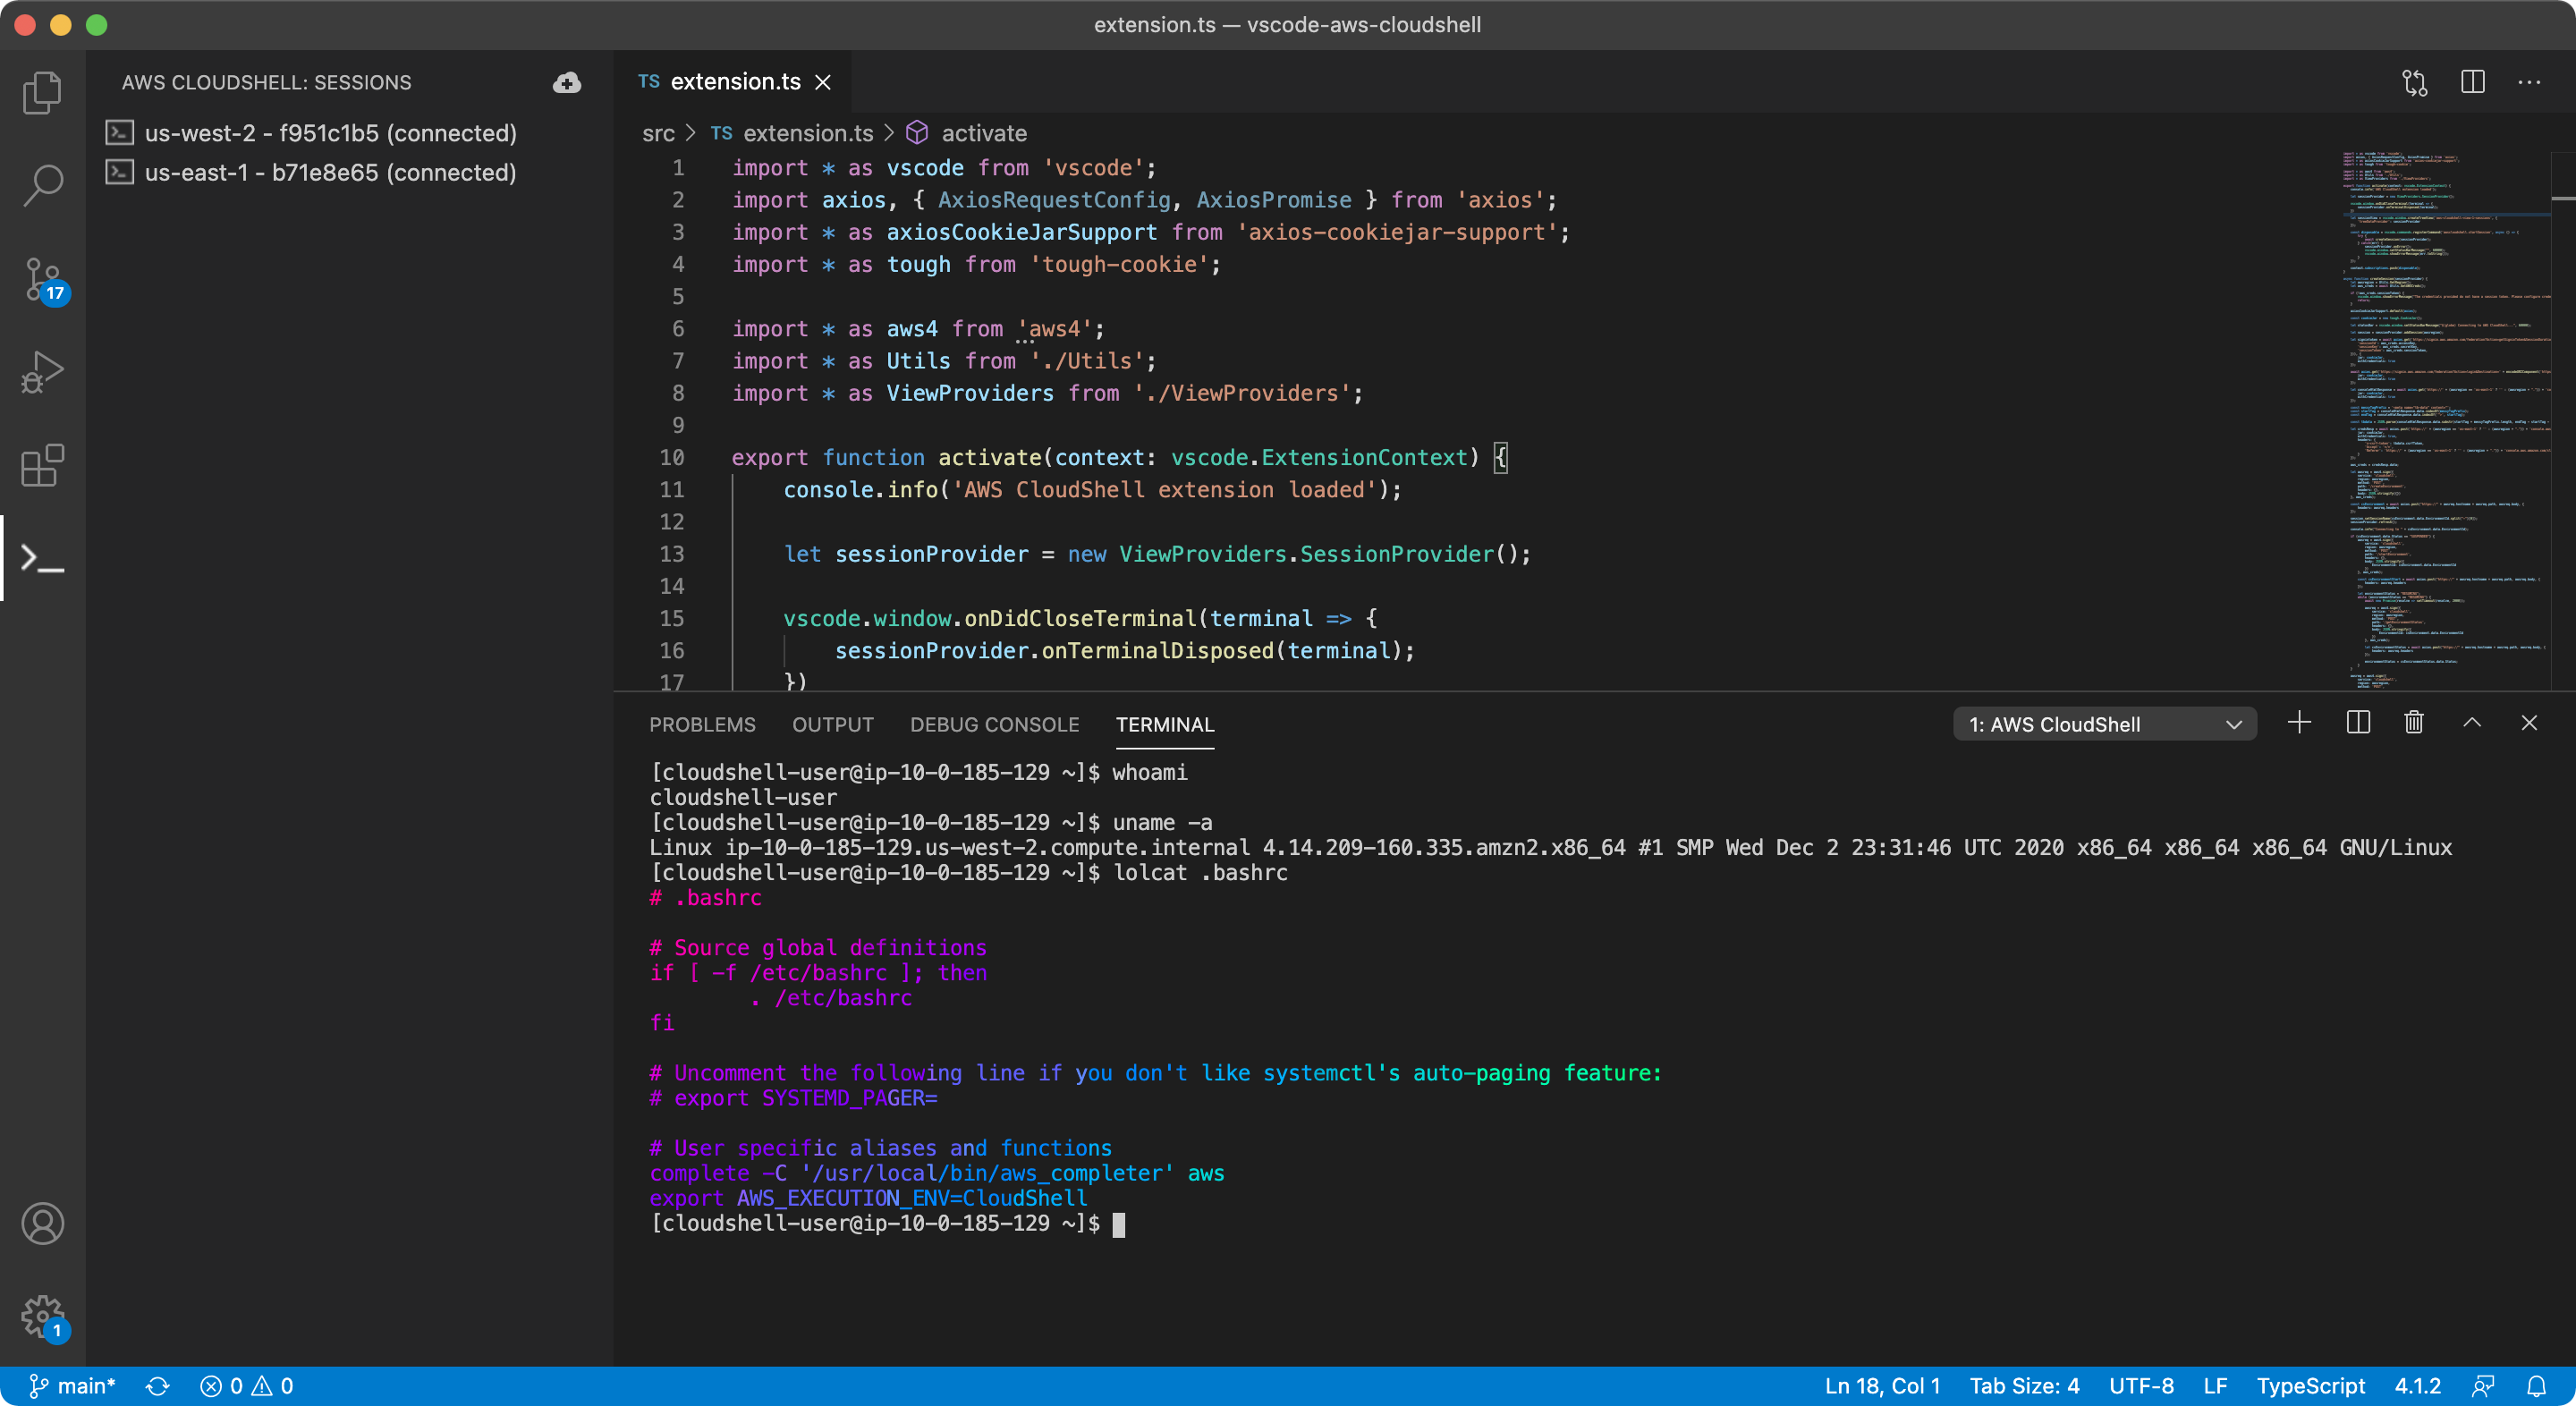 extension.ts — vscode-aws-cloudshell
AWS CLOUDSHELL: SESSIONS
us-west-2 - f951c1b5 (connected)
us-east-1 - b71e8e65 (connected)
17
1
TS extension.ts
src > TS extension.ts > activate
1 import * as vscode from 'vscode';
2 import axios, { AxiosRequestConfig, AxiosPromise } from 'axios';
3 import * as axiosCookieJarSupport from 'axios-cookiejar-support';
4 import * as tough from 'tough-cookie';
5
6 import * as aws4 from 'aws4';
7 import * as Utils from './Utils';
8 import * as ViewProviders from './ViewProviders';
9
10 export function activate(context: vscode.ExtensionContext) {
11 console.info('AWS CloudShell extension loaded');
12
13 let sessionProvider = new ViewProviders.SessionProvider();
14
15 vscode.window.onDidCloseTerminal(terminal => {
16 sessionProvider.onTerminalDisposed(terminal);
17 })
PROBLEMS OUTPUT DEBUG CONSOLE TERMINAL 1: AWS CloudShell
[cloudshell-user@ip-10-0-185-129 ~]$ whoami
cloudshell-user
[cloudshell-user@ip-10-0-185-129 ~]$ uname -a
Linux ip-10-0-185-129.us-west-2.compute.internal 4.14.209-160.335.amzn2.x86_64 #1 SMP Wed Dec 2 23:31:46 UTC 2020 x86_64 x86_64 x86_64 GNU/Linux
[cloudshell-user@ip-10-0-185-129 ~]$ lolcat .bashrc
# .bashrc
# Source global definitions
if [ -f /etc/bashrc ]; then
. /etc/bashrc
fi
# Uncomment the following line if you don't like systemctl's auto-paging feature:
# export SYSTEMD_PAGER=
# User specific aliases and functions
complete -C '/usr/local/bin/aws_completer' aws
export AWS_EXECUTION_ENV=CloudShell
[cloudshell-user@ip-10-0-185-129 ~]$
main* 0 0 Ln 18, Col 1 Tab Size: 4 UTF-8 LF TypeScript 4.1.2